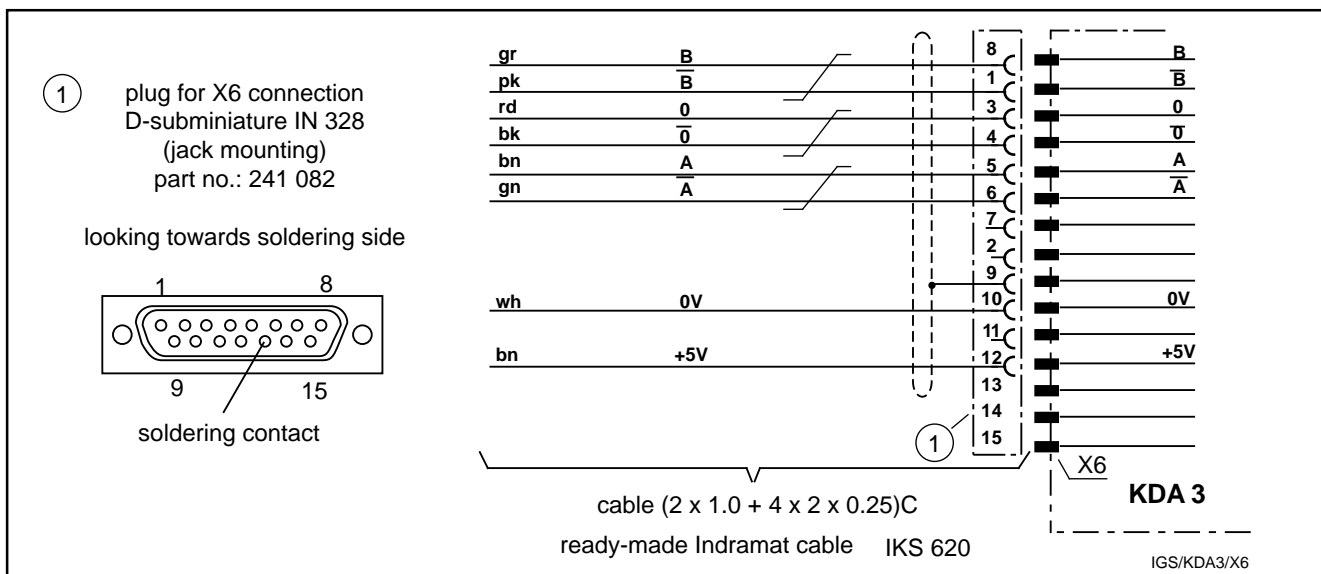 1
plug for X6 connection
D-subminiature IN 328
(jack mounting)
part no.: 241 082
looking towards soldering side
1 8
9 15
soldering contact
gr B 8 B
pk B̅ 1 B̅
rd 0 3 0
bk 0̅ 4 0̅
bn A 5 A
gn A̅ 6 A̅
7
2
9
wh 0V 10 0V
11
bn +5V 12 +5V
13
14
15
1
X6
KDA 3
cable (2 x 1.0 + 4 x 2 x 0.25)C
ready-made Indramat cable IKS 620
IGS/KDA3/X6